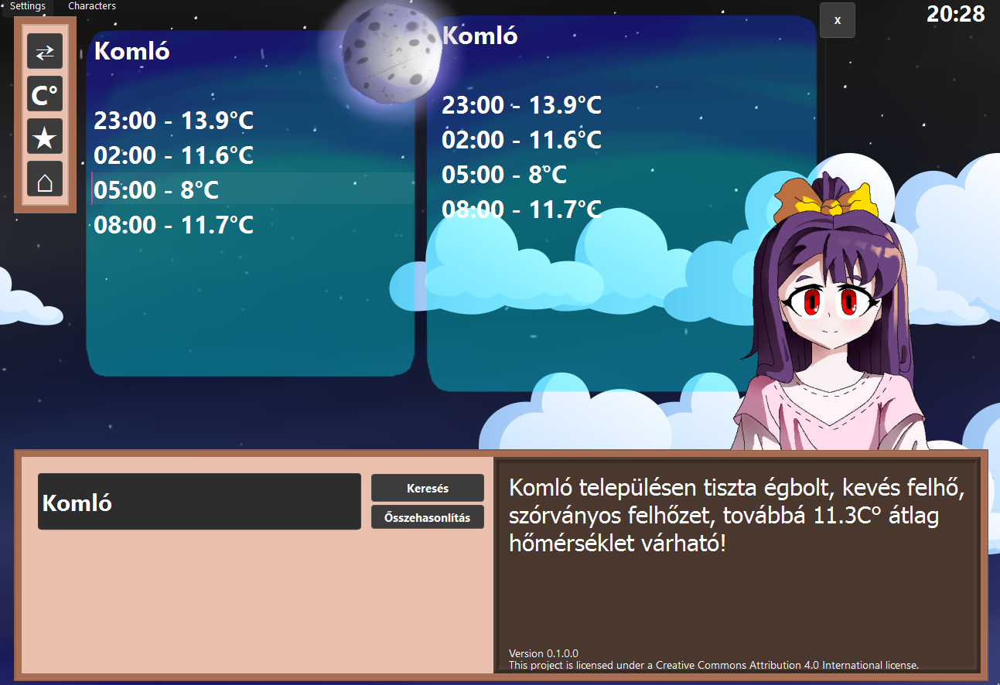 Settings Characters
20:28
x
C°
Komló
23:00 - 13.9°C
02:00 - 11.6°C
05:00 - 8°C
08:00 - 11.7°C
Komló
23:00 - 13.9°C
02:00 - 11.6°C
05:00 - 8°C
08:00 - 11.7°C
Komló
Keresés
Ősszehasonlítás
Komló településen tiszta égbolt, kevés felhő,
szórványos felhőzet, továbbá 11.3C° átlag
hőmérséklet várható!
Version 0.1.0.0
This project is licensed under a Creative Commons Attribution 4.0 International license.